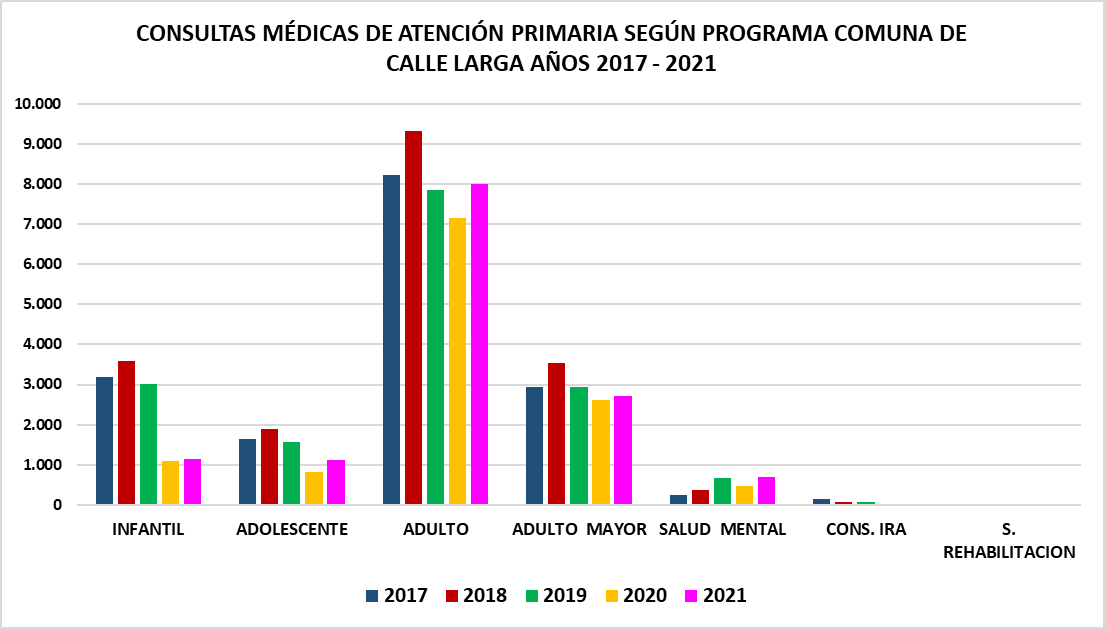 CONSULTAS MÉDICAS DE ATENCIÓN PRIMARIA SEGÚN PROGRAMA COMUNA DE
CALLE LARGA AÑOS 2017 - 2021
10.000
9.000
8.000
7.000
6.000
5.000
4.000
3.000
2.000
1.000
0
INFANTIL
ADOLESCENTE
ADULTO
ADULTO MAYOR
SALUD MENTAL
CONS. IRA
S.
REHABILITACION
2017
2018
2019
2020
2021